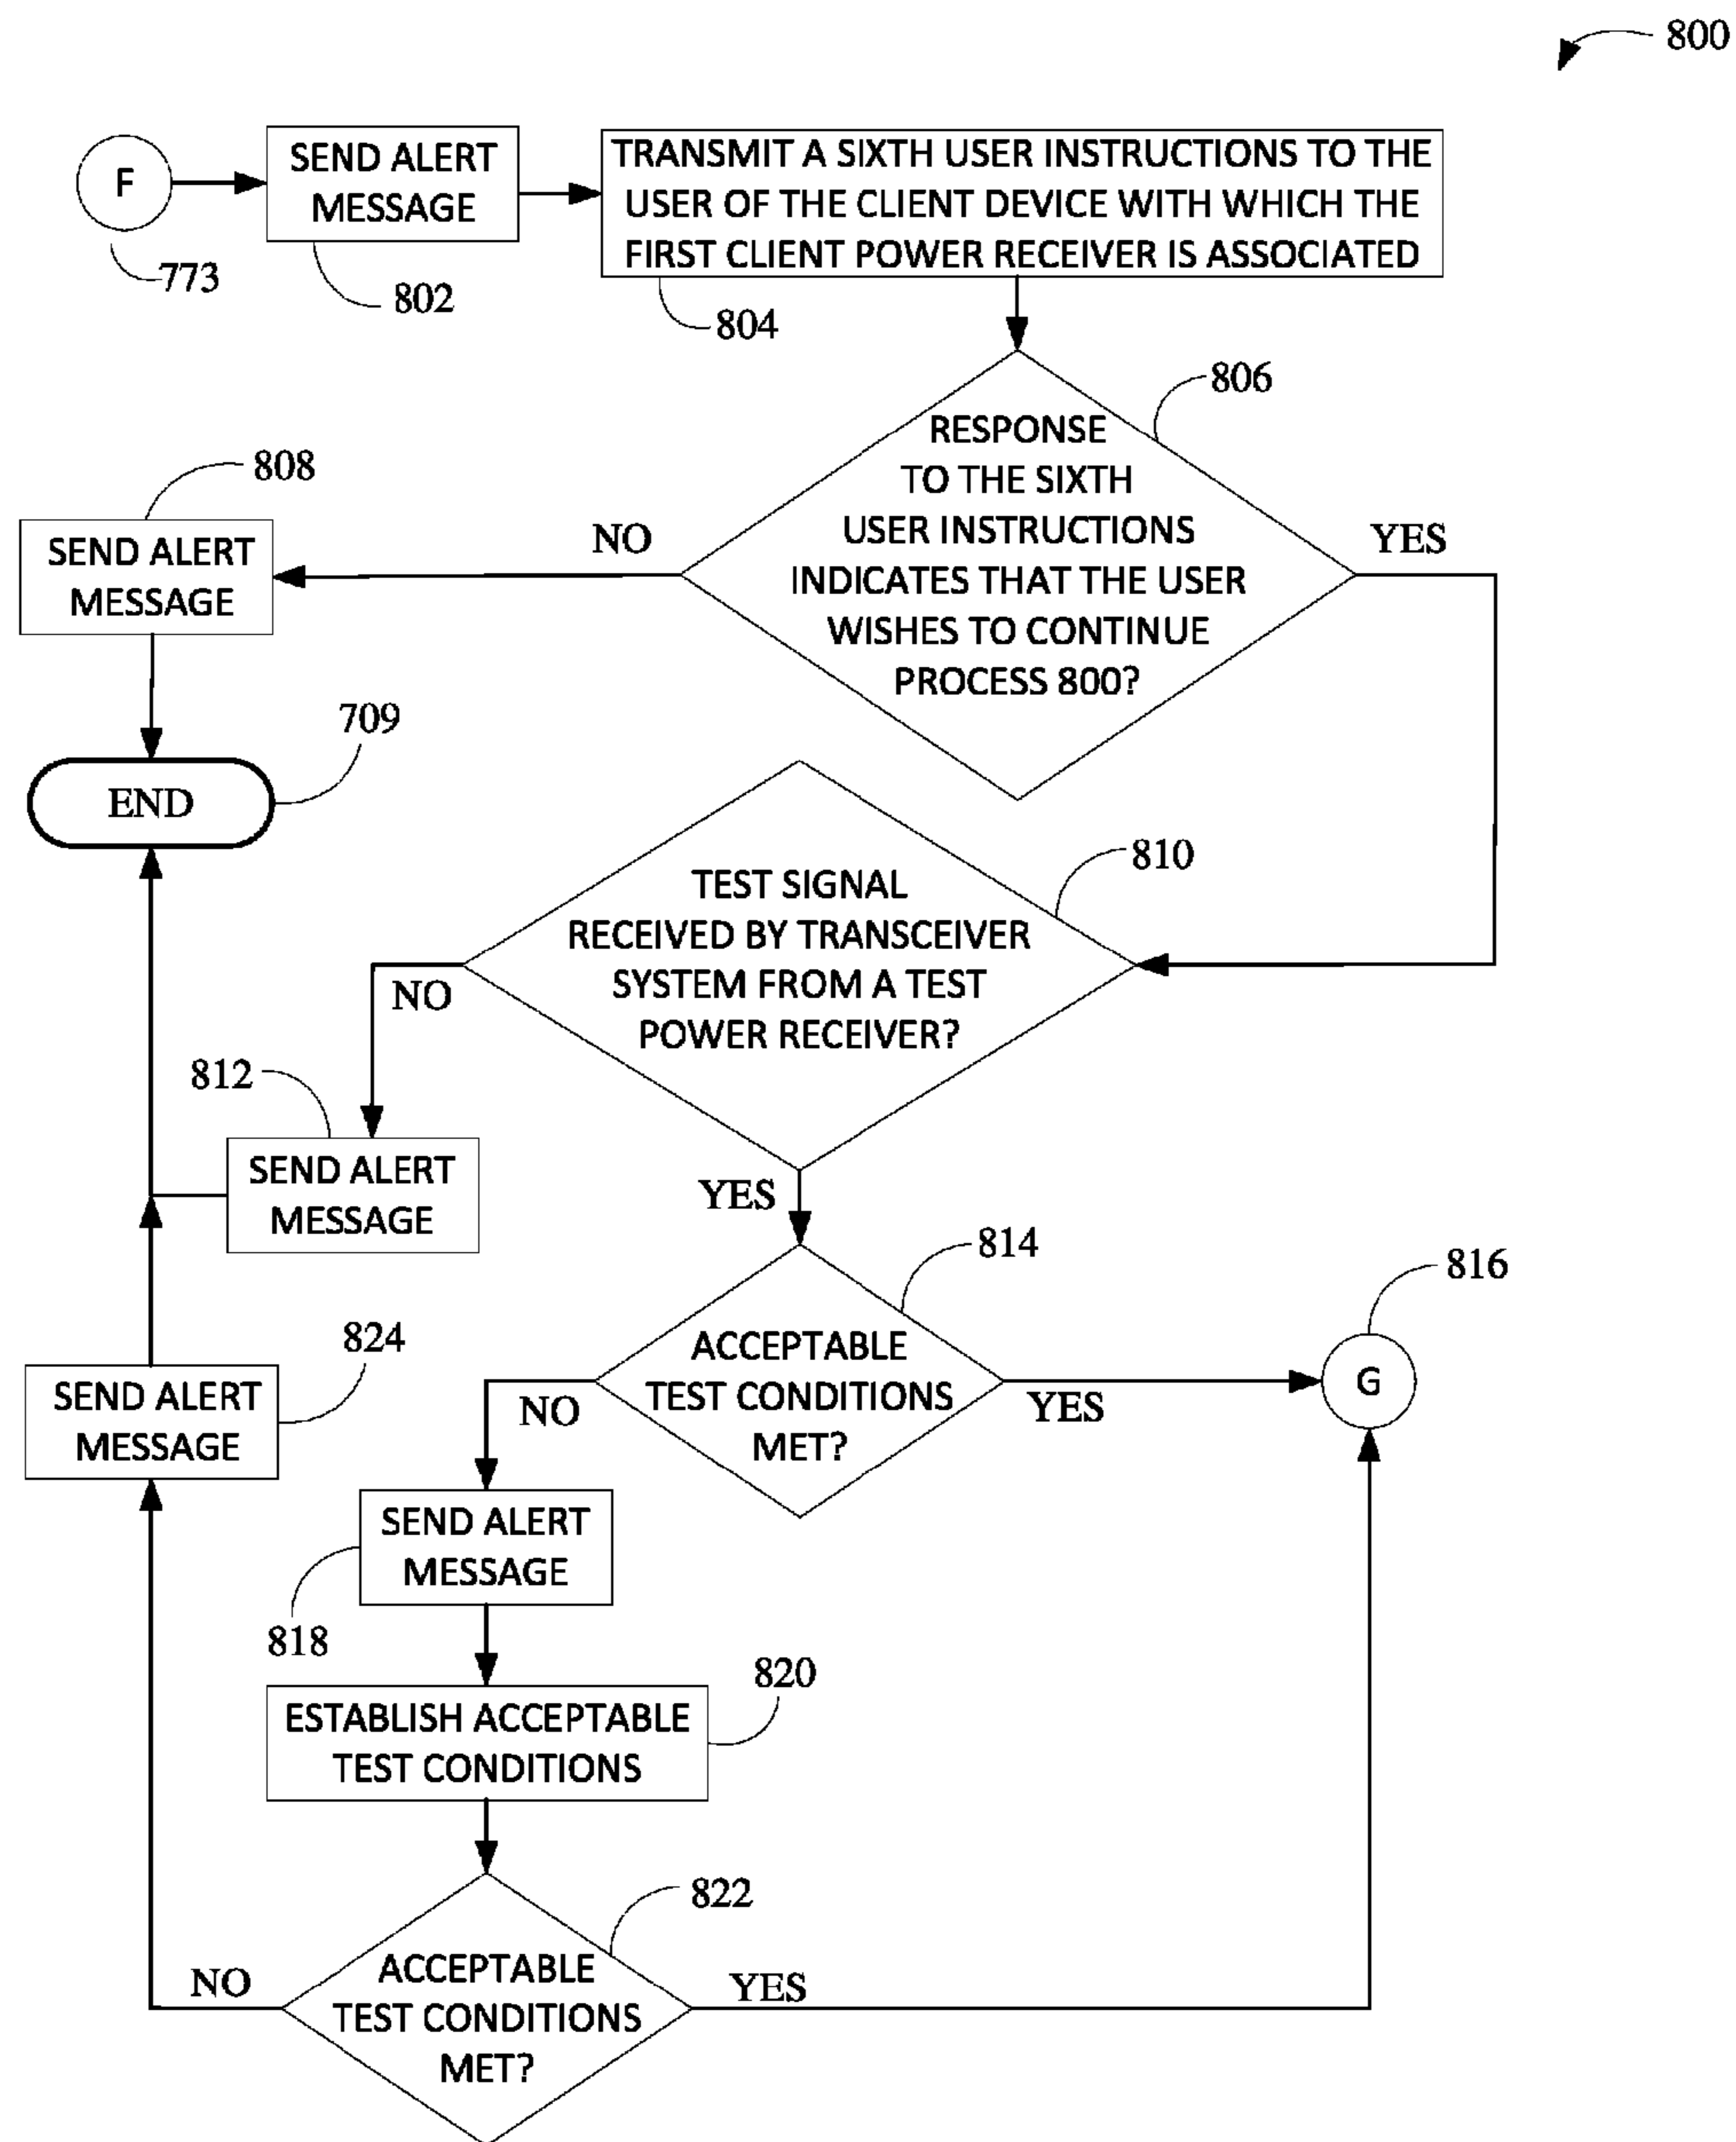 800
F
773
SEND ALERT
MESSAGE
802
TRANSMIT A SIXTH USER INSTRUCTIONS TO THE
USER OF THE CLIENT DEVICE WITH WHICH THE
FIRST CLIENT POWER RECEIVER IS ASSOCIATED
804
806
RESPONSE
TO THE SIXTH
USER INSTRUCTIONS
INDICATES THAT THE USER
WISHES TO CONTINUE
PROCESS 800?
NO
YES
808
SEND ALERT
MESSAGE
709
END
810
TEST SIGNAL
RECEIVED BY TRANSCEIVER
SYSTEM FROM A TEST
POWER RECEIVER?
NO
YES
812
SEND ALERT
MESSAGE
814
ACCEPTABLE
TEST CONDITIONS
MET?
NO
YES
816
G
824
SEND ALERT
MESSAGE
SEND ALERT
MESSAGE
818
820
ESTABLISH ACCEPTABLE
TEST CONDITIONS
822
ACCEPTABLE
TEST CONDITIONS
MET?
NO
YES